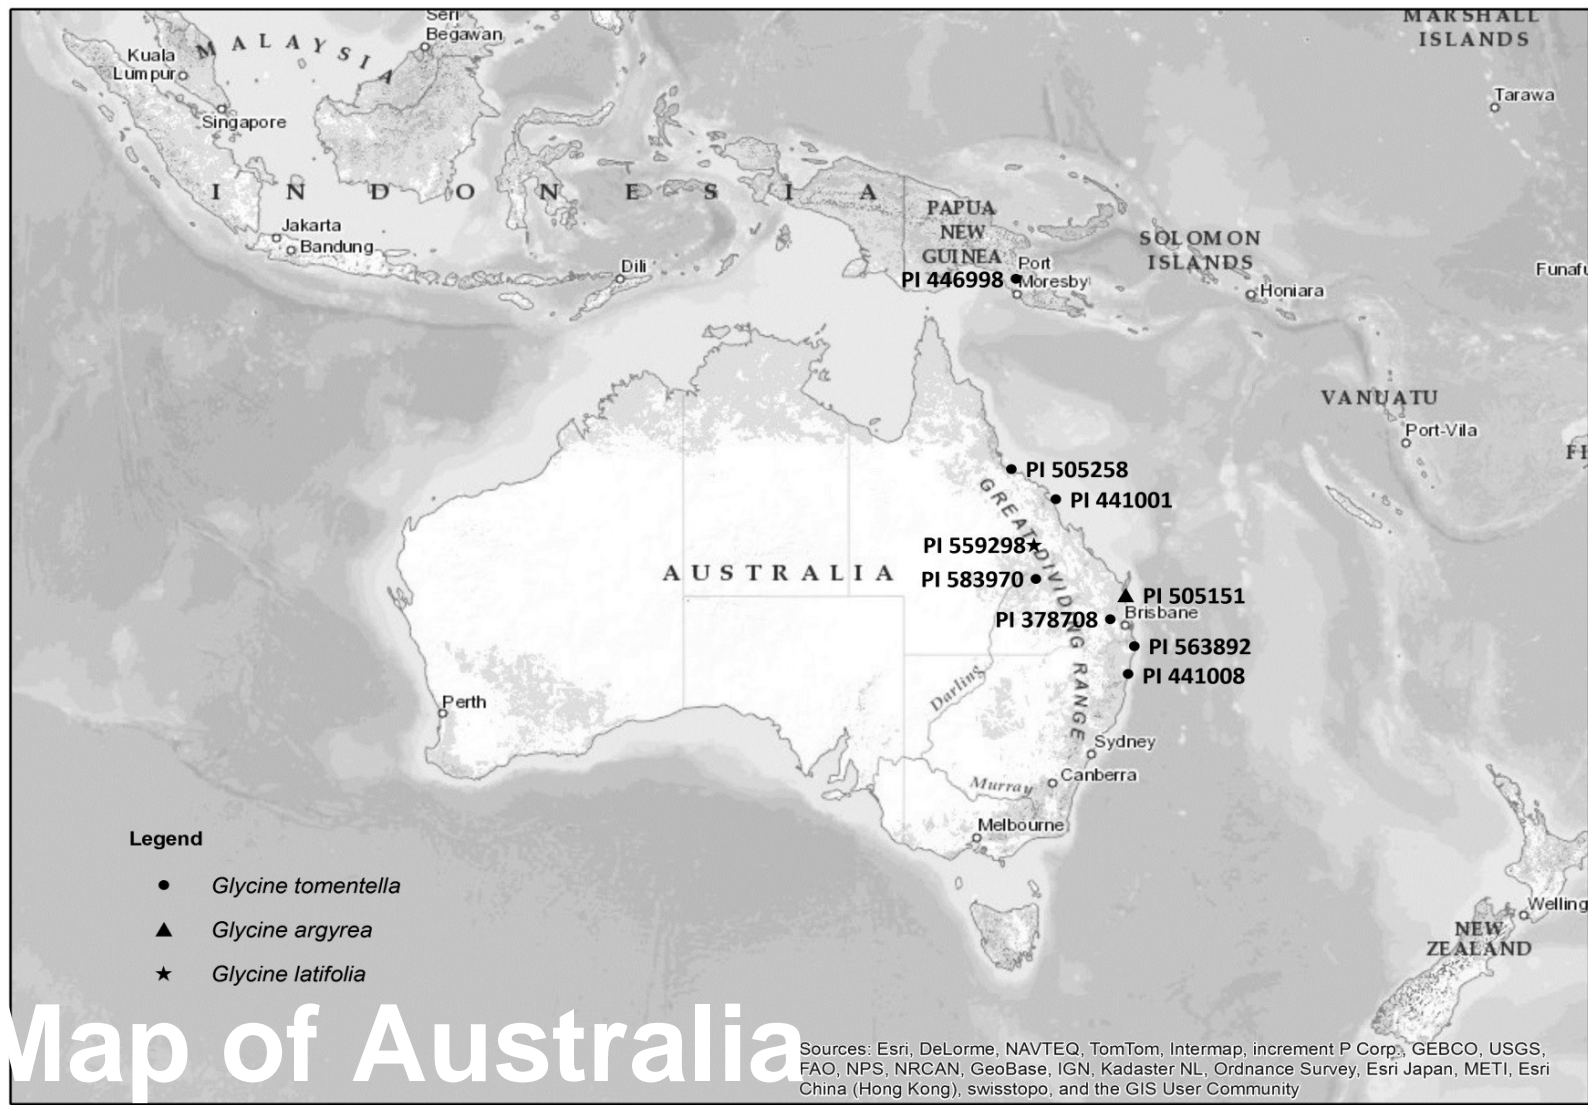 Seri
Begawan
MALAYSIA
Kuala
Lumpur
Singapore
MARSHALL
ISLANDS
Tarawa
INDONESIA
Jakarta
Bandung
Dili
PAPUA
NEW
GUINEA
Port
Moresby
PI 446998
SOLOMON
ISLANDS
Honiara
VANUATU
Port-Vila
PI 505258
PI 441001
GREAT DIVIDING RANGE
PI 559298
AUSTRALIA
PI 583970
PI 505151
Brisbane
PI 378708
PI 563892
PI 441008
Darling
Perth
Sydney
Canberra
Murray
Melbourne
Legend
Glycine tomentella
Glycine argyrea
Glycine latifolia
Welling
NEW
ZEALAND
Map of Australia
Sources: Esri, DeLorme, NAVTEQ, TomTom, Intermap, increment P Corp., GEBCO, USGS,
FAO, NPS, NRCAN, GeoBase, IGN, Kadaster NL, Ordnance Survey, Esri Japan, METI, Esri
China (Hong Kong), swisstopo, and the GIS User Community